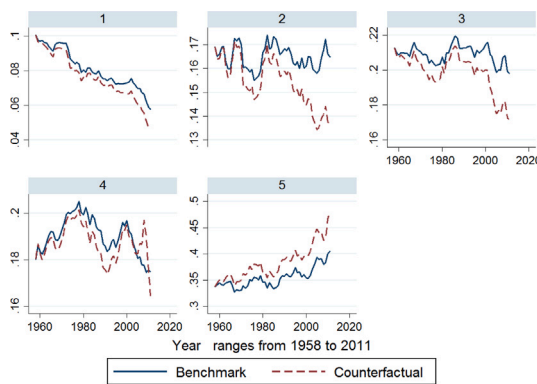 1
2
3
.04 .06 .08 .1
.13 .14 .15 .16 .17
.16 .18 .2 .22
1960 1980 2000 2020
4
5
.16 .18 .2
.3 .35 .4 .45 .5
1960 1980 2000 2020
1960 1980 2000 2020
Year ranges from 1958 to 2011
Benchmark
Counterfactual